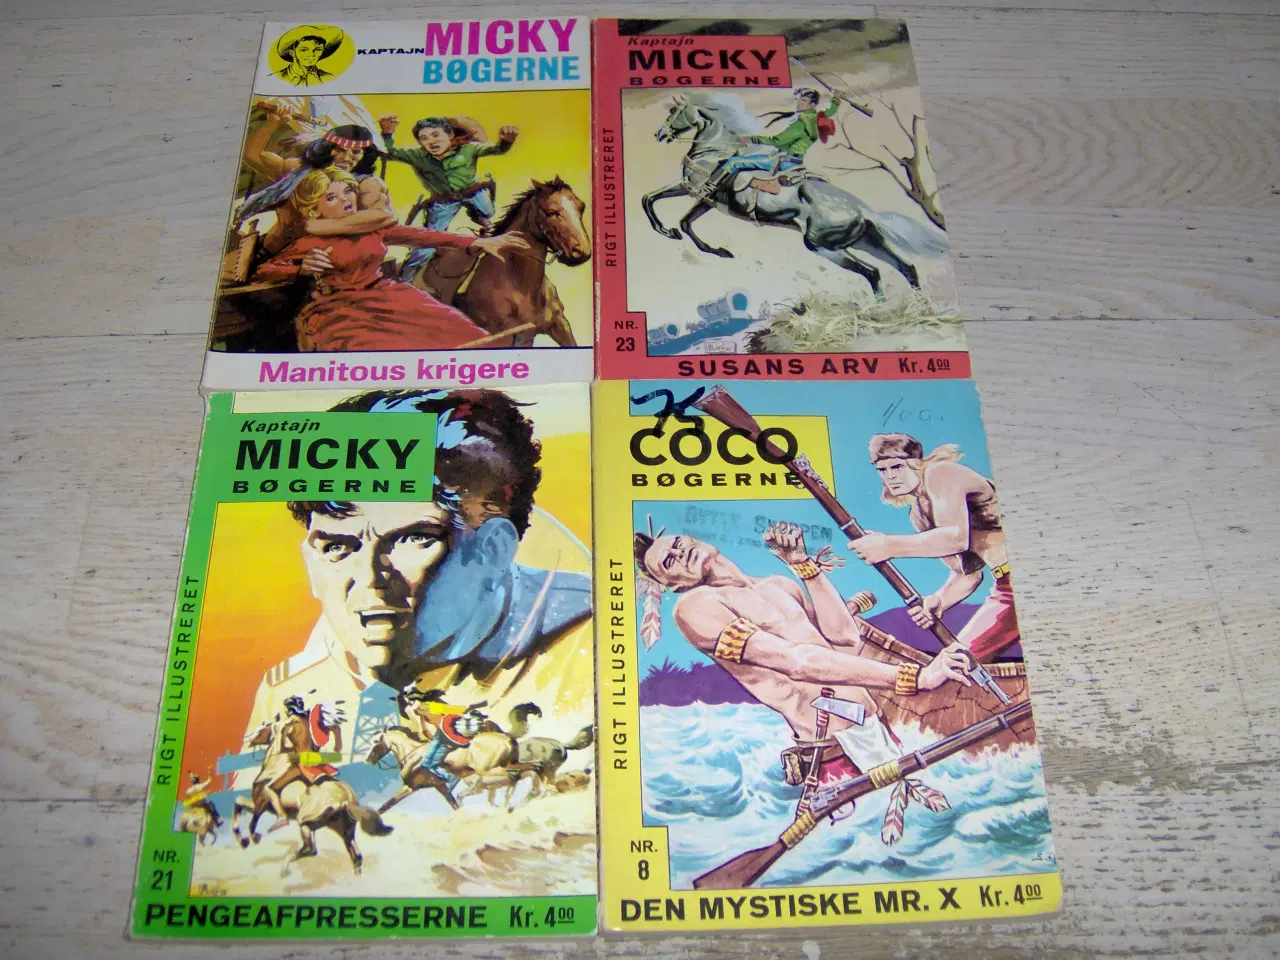 KAPTAJN MICKY
BØGERNE
Manitous krigere
Kaptajn
MICKY
BØGERNE
RIGT ILLUSTRERET
NR.
23
SUSANS ARV Kr. 4.00
Kaptajn
MICKY
BØGERNE
RIGT ILLUSTRERET
NR.
21
PENGEAFPRESSERNE Kr. 4.00
75
COCO
BØGERNE
RIGT ILLUSTRERET
NR.
8
DEN MYSTISKE MR. X Kr. 4.00